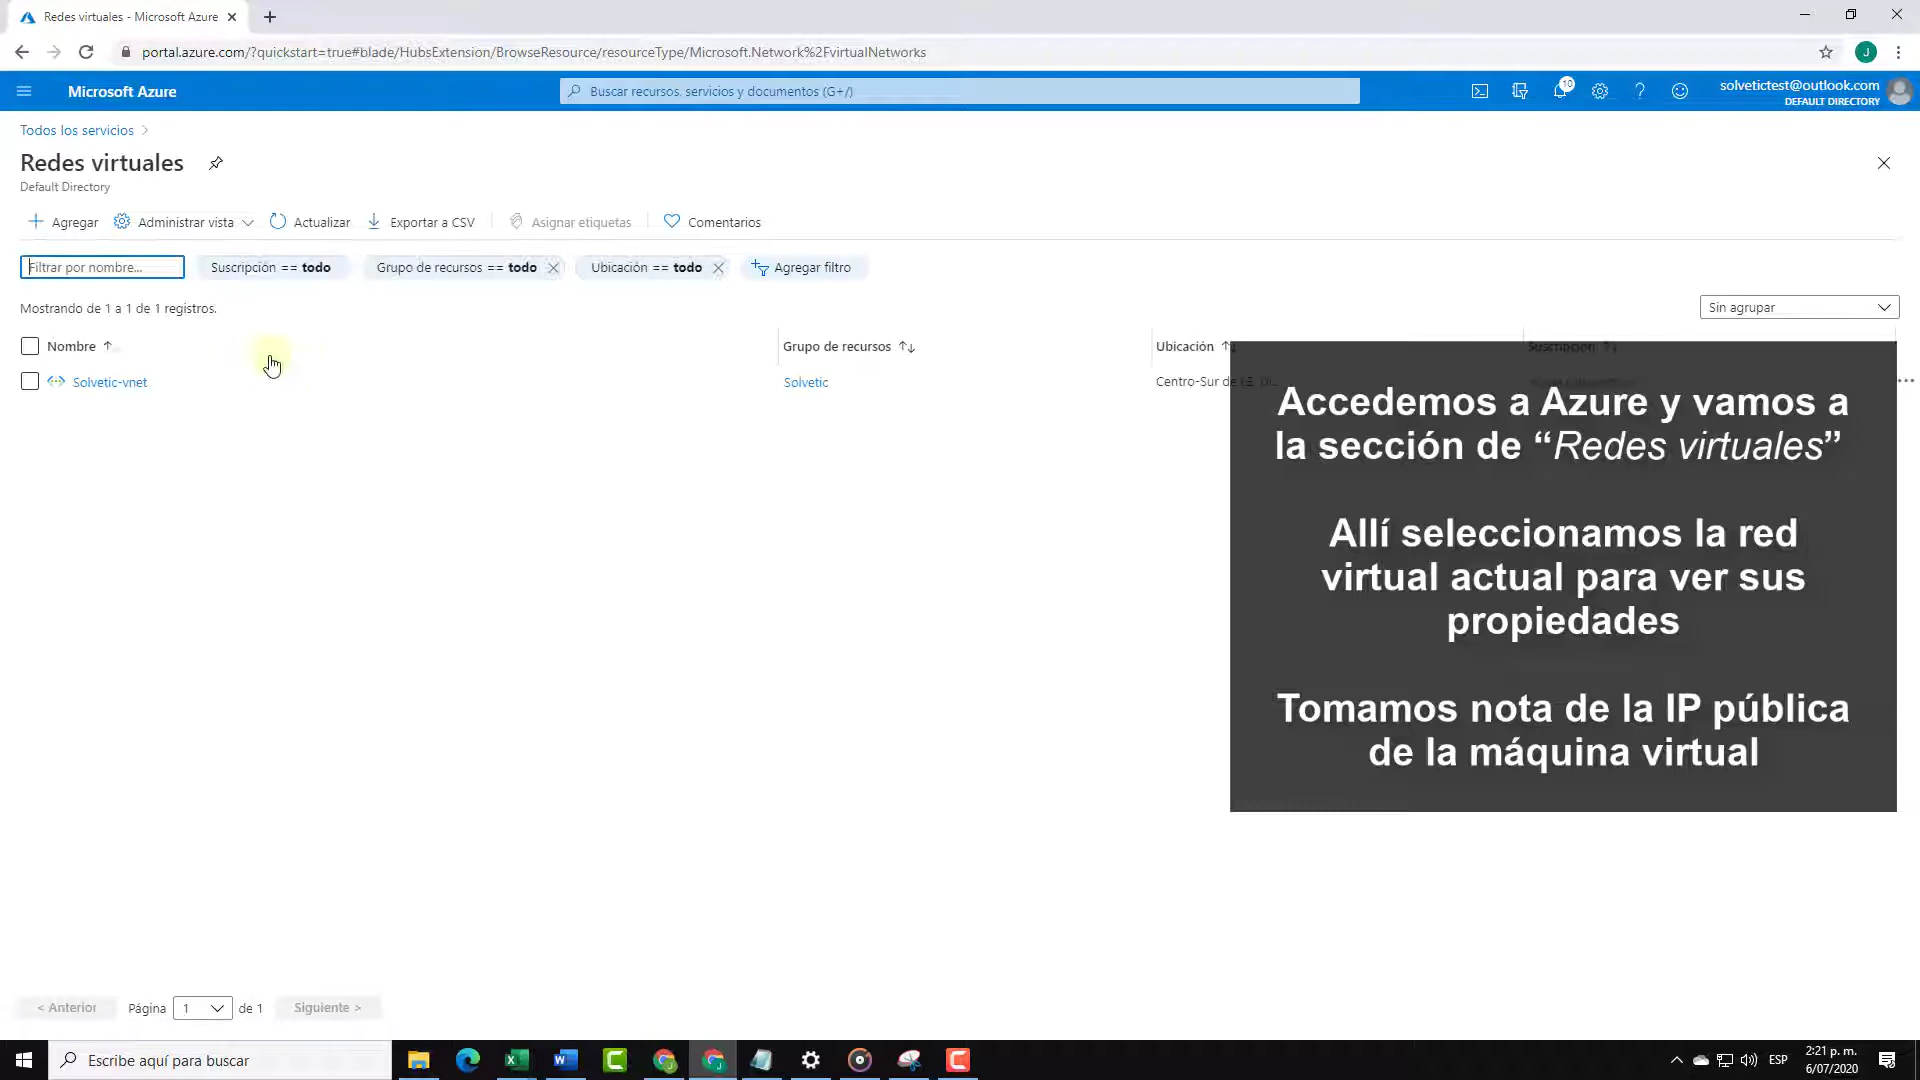 Redes virtuales - Microsoft Azure
portal.azure.com/?quickstart=true#blade/HubsExtension/BrowseResource/resourceType/Microsoft.Network%2FvirtualNetworks
J
Microsoft Azure
Buscar recursos, servicios y documentos (G+/)
10
solvetictest@outlook.com
DEFAULT DIRECTORY
Todos los servicios
Redes virtuales
Default Directory
Agregar
Administrar vista
Actualizar
Exportar a CSV
Asignar etiquetas
Comentarios
Filtrar por nombre...
Suscripción == todo
Grupo de recursos == todo
Ubicación == todo
Agregar filtro
Mostrando de 1 a 1 de 1 registros.
Sin agrupar
Nombre
Grupo de recursos
Ubicación
Suscripción
Solvetic-vnet
Solvetic
Centro-Sur de
Accedemos a Azure y vamos a
la sección de “Redes virtuales”
Allí seleccionamos la red
virtual actual para ver sus
propiedades
Tomamos nota de la IP pública
de la máquina virtual
< Anterior
Página
1
de 1
Siguiente >
Escribe aquí para buscar
ESP
2:21 p. m.
6/07/2020